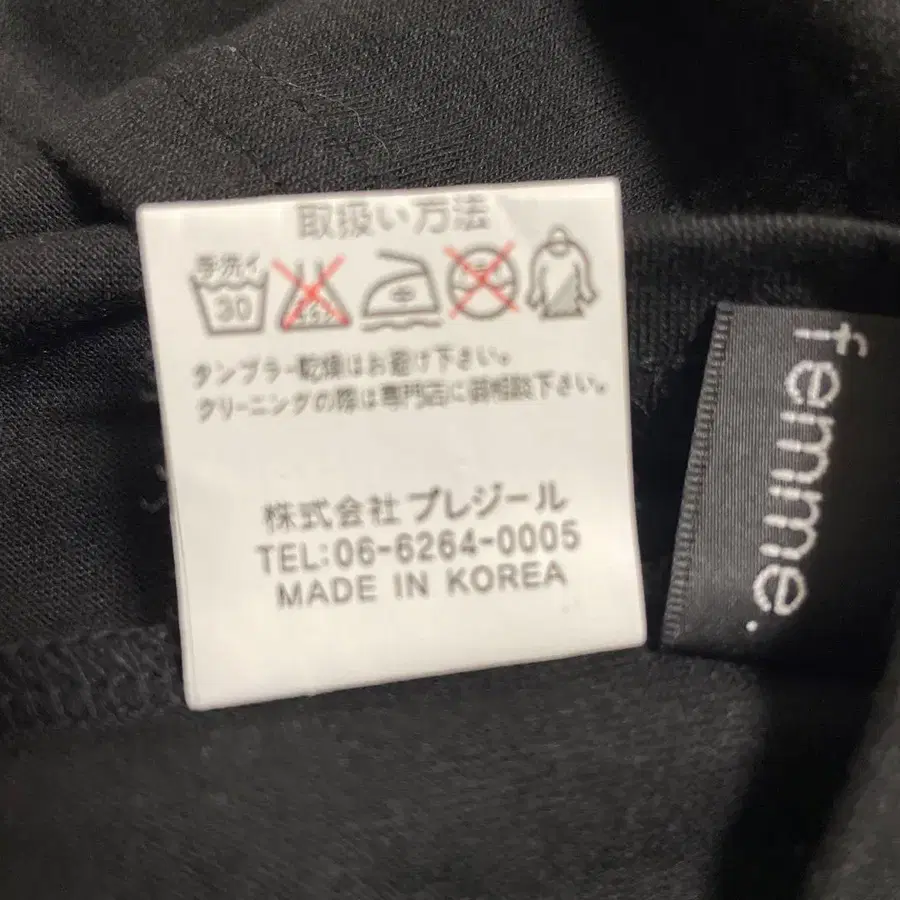 取扱い方法
手洗イ
30
タンブラー乾燥はお避け下さい。
クリーニングの際は専門店に御相談下さい。
株式会社 プレジール
TEL:06-6264-0005
MADE IN KOREA
femme.